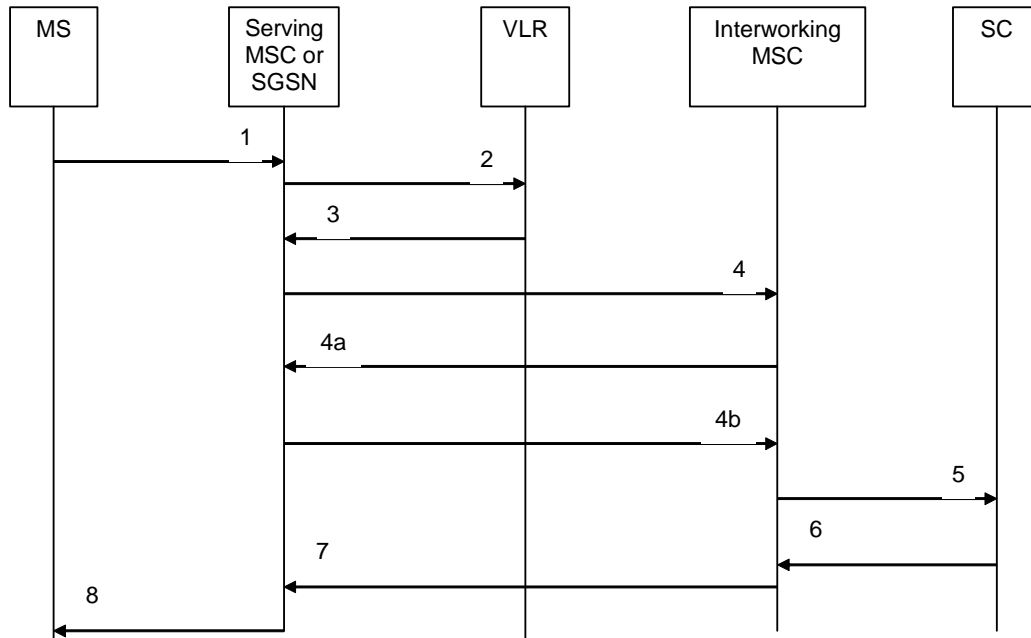 MS
Serving
MSC or
SGSN
VLR
Interworking
MSC
SC
1
2
3
4
4a
4b
5
6
7
8